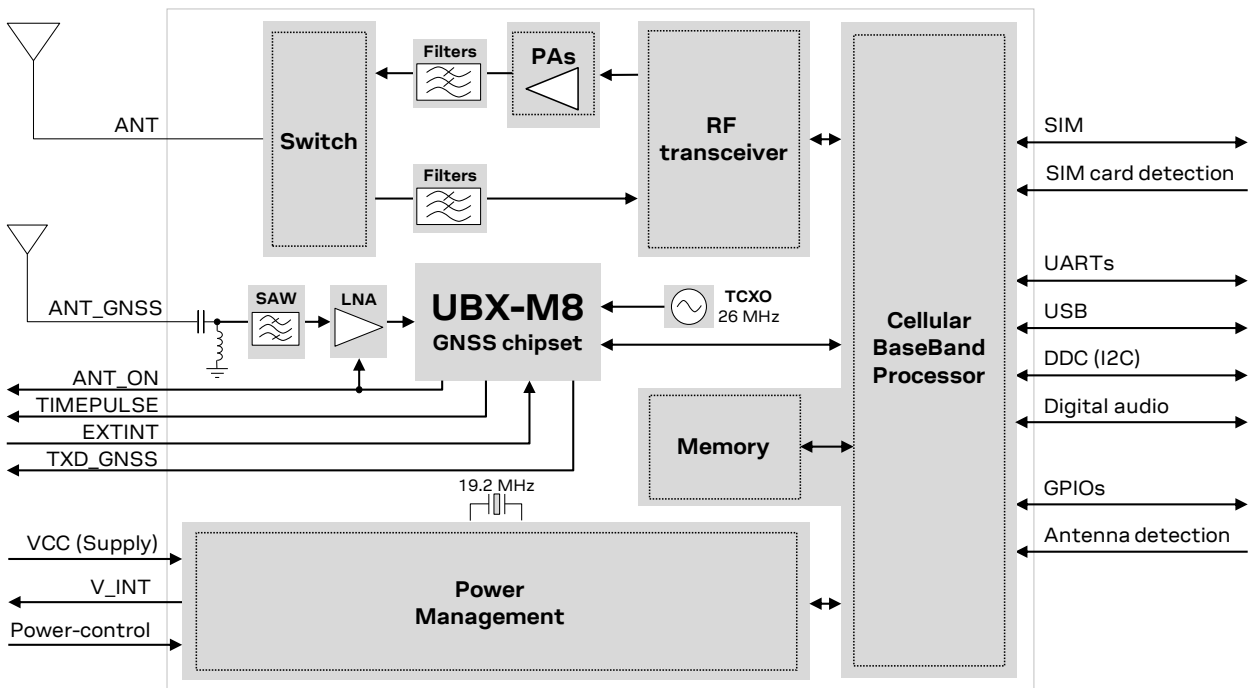 Filters
PAs
ANT
Switch
RF
transceiver
SIM
SIM card detection
Filters
ANT_GNSS
SAW
LNA
UBX-M8
GNSS chipset
TCXO
26 MHz
Cellular
BaseBand
Processor
UARTs
USB
DDC (I2C)
Digital audio
ANT_ON
TIMEPULSE
EXTINT
TXD_GNSS
Memory
19.2 MHz
GPIOs
Antenna detection
VCC (Supply)
V_INT
Power-control
Power
Management